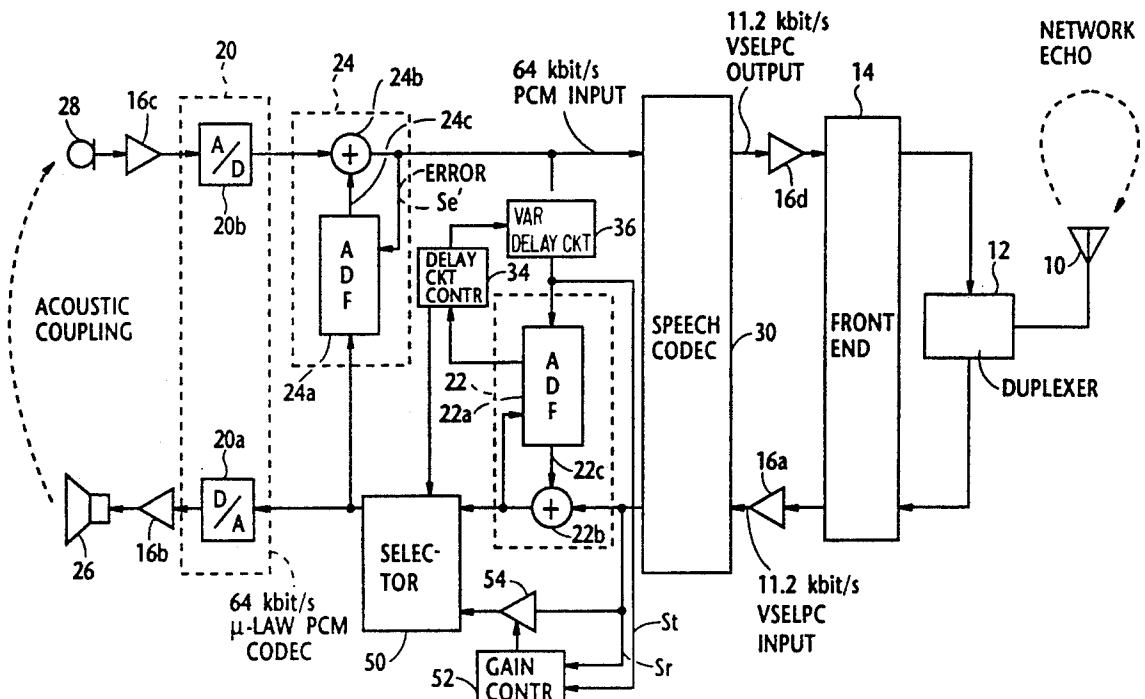 11.2 kbit/s
VSELPC
OUTPUT
NETWORK
ECHO
20
24
24b
64 kbit/s
PCM INPUT
14
28
16c
24c
A/D
20b
+
ERROR
Se'
16d
VAR
DELAY CKT
36
A
D
F
DELAY
CKT
CONTR
34
10
12
ACOUSTIC
COUPLING
SPEECH
CODEC
30
FRONT
END
24a
22
22a
A
D
F
DUPLEXER
20a
22c
16a
D/A
+
22b
26
16b
SELEC-
TOR
54
11.2 kbit/s
VSELPC
INPUT
64 kbit/s
μ-LAW PCM
CODEC
50
52
GAIN
CONTR
St
Sr